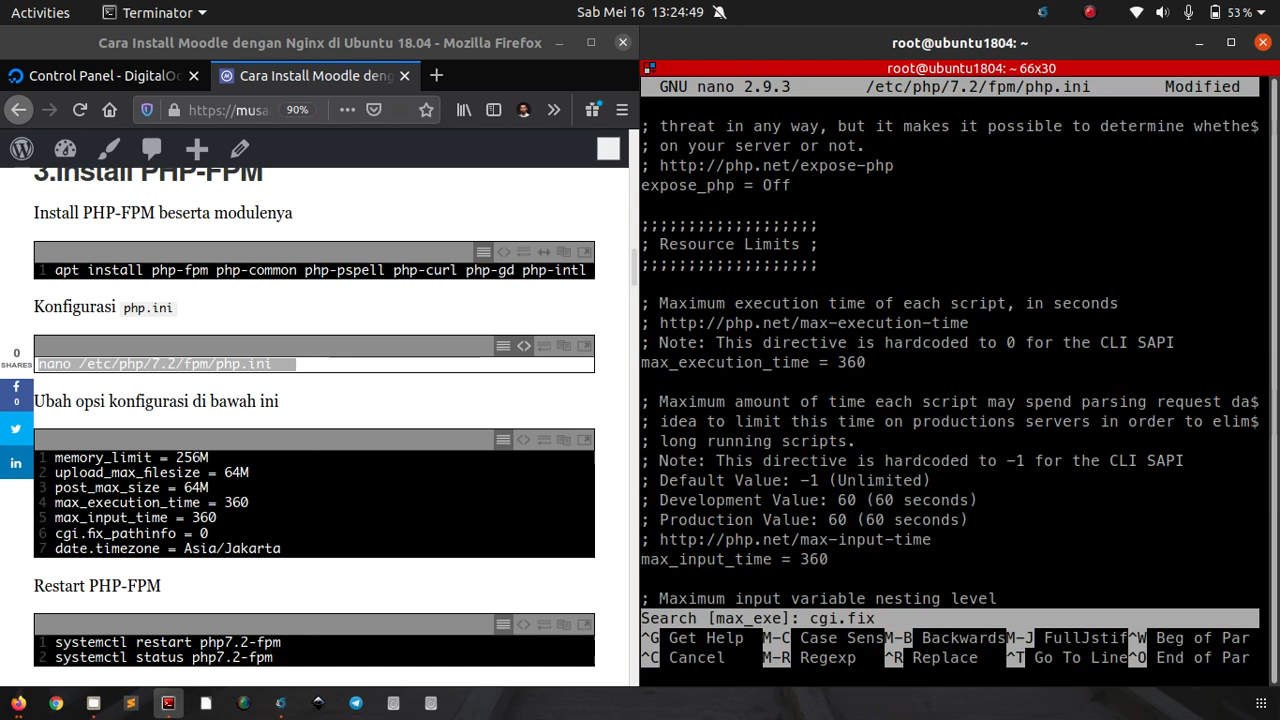 Activities
Terminator
Sab Mei 16 13:24:49
53 %
Cara Install Moodle dengan Nginx di Ubuntu 18.04 - Mozilla Firefox
Control Panel - DigitalOc
Cara Install Moodle deng
https://musa
90%
3.Install PHP-FPM
Install PHP-FPM beserta modulenya
1 apt install php-fpm php-common php-pspell php-curl php-gd php-intl
Konfigurasi php.ini
0
SHARES
nano /etc/php/7.2/fpm/php.ini
0
Ubah opsi konfigurasi di bawah ini
1 memory_limit = 256M
2 upload_max_filesize = 64M
3 post_max_size = 64M
4 max_execution_time = 360
5 max_input_time = 360
6 cgi.fix_pathinfo = 0
7 date.timezone = Asia/Jakarta
Restart PHP-FPM
1 systemctl restart php7.2-fpm
2 systemctl status php7.2-fpm
root@ubuntu1804: ~
root@ubuntu1804: ~ 66x30
GNU nano 2.9.3 /etc/php/7.2/fpm/php.ini Modified
; threat in any way, but it makes it possible to determine whethe$
; on your server or not.
; http://php.net/expose-php
expose_php = Off
;;;;;;;;;;;;;;;;;;;
; Resource Limits ;
;;;;;;;;;;;;;;;;;;;
; Maximum execution time of each script, in seconds
; http://php.net/max-execution-time
; Note: This directive is hardcoded to 0 for the CLI SAPI
max_execution_time = 360
; Maximum amount of time each script may spend parsing request da$
; idea to limit this time on productions servers in order to elim$
; long running scripts.
; Note: This directive is hardcoded to -1 for the CLI SAPI
; Default Value: -1 (Unlimited)
; Development Value: 60 (60 seconds)
; Production Value: 60 (60 seconds)
; http://php.net/max-input-time
max_input_time = 360
; Maximum input variable nesting level
Search [max_exe]: cgi.fix
^G Get Help M-C Case Sens M-B Backwards M-J FullJstif ^W Beg of Par
^C Cancel M-R Regexp ^R Replace ^T Go To Line ^O End of Par